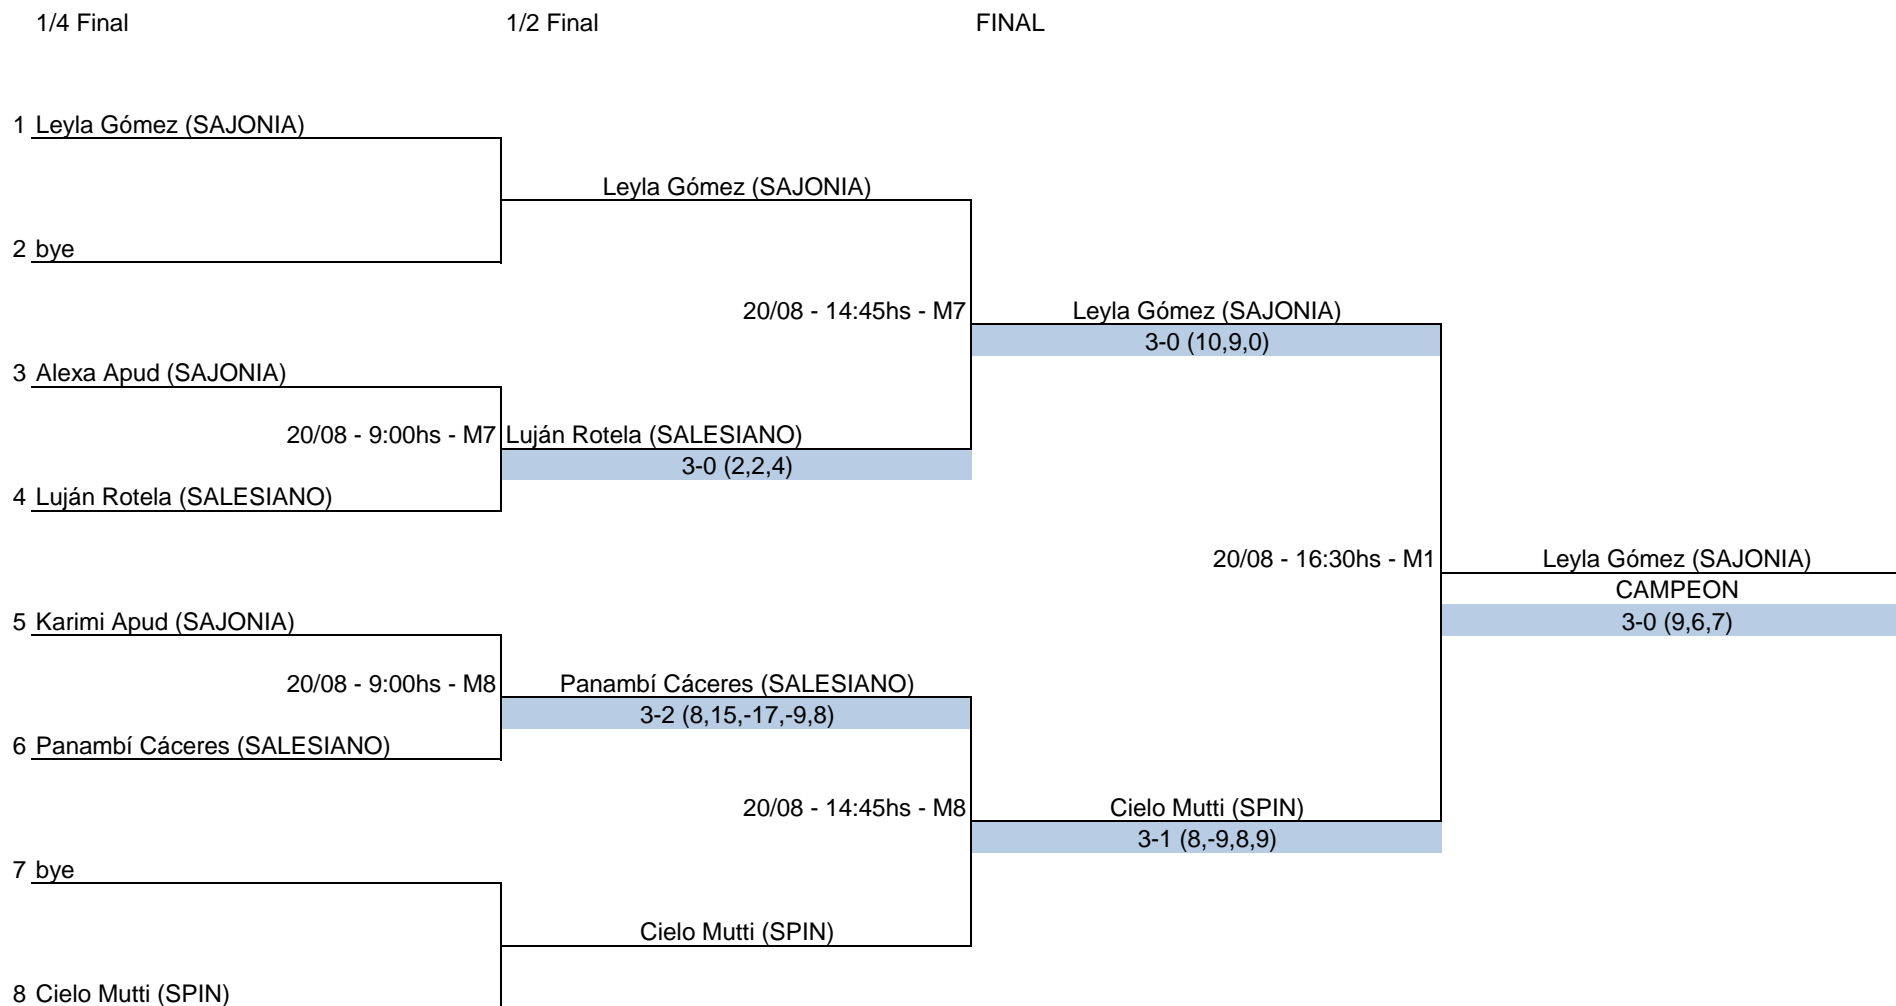 1/4 Final 1/2 Final FINAL
1 Leyla Gómez (SAJONIA)
Leyla Gómez (SAJONIA)
2 bye
20/08 - 14:45hs - M7 Leyla Gómez (SAJONIA)
3-0 (10,9,0)
3 Alexa Apud (SAJONIA)
20/08 - 9:00hs - M7 Luján Rotela (SALESIANO)
3-0 (2,2,4)
4 Luján Rotela (SALESIANO)
20/08 - 16:30hs - M1 Leyla Gómez (SAJONIA)
CAMPEON
5 Karimi Apud (SAJONIA) 3-0 (9,6,7)
20/08 - 9:00hs - M8 Panambí Cáceres (SALESIANO)
3-2 (8,15,-17,-9,8)
6 Panambí Cáceres (SALESIANO)
20/08 - 14:45hs - M8 Cielo Mutti (SPIN)
3-1 (8,-9,8,9)
7 bye
Cielo Mutti (SPIN)
8 Cielo Mutti (SPIN)